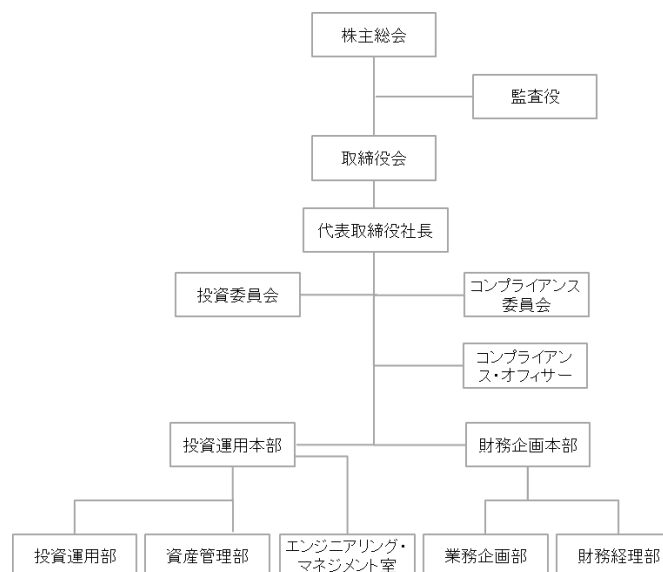 株主総会
監査役
取締役会
代表取締役社長
投資委員会
コンプライアンス
委員会
コンプライアン
ス・オフィサー
投資運用本部
財務企画本部
投資運用部
資産管理部
エンジニアリング・
マネジメント室
業務企画部
財務経理部